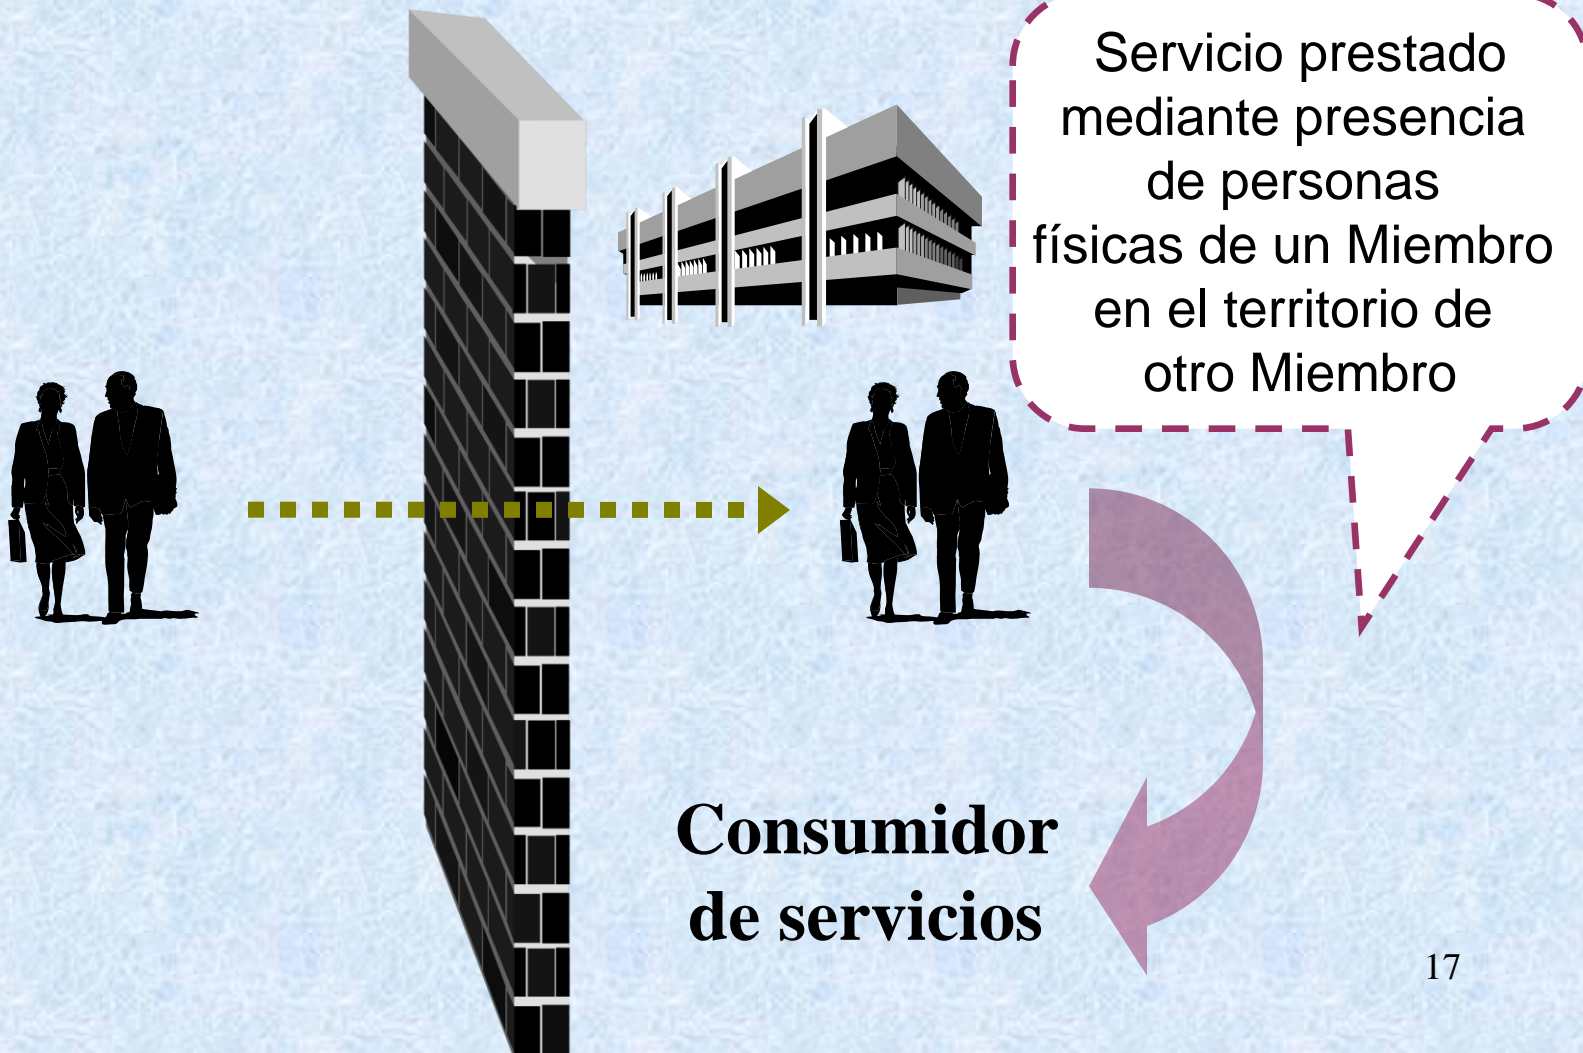 Servicio prestado
mediante presencia
de personas
físicas de un Miembro
en el territorio de
otro Miembro
Consumidor
de servicios
17